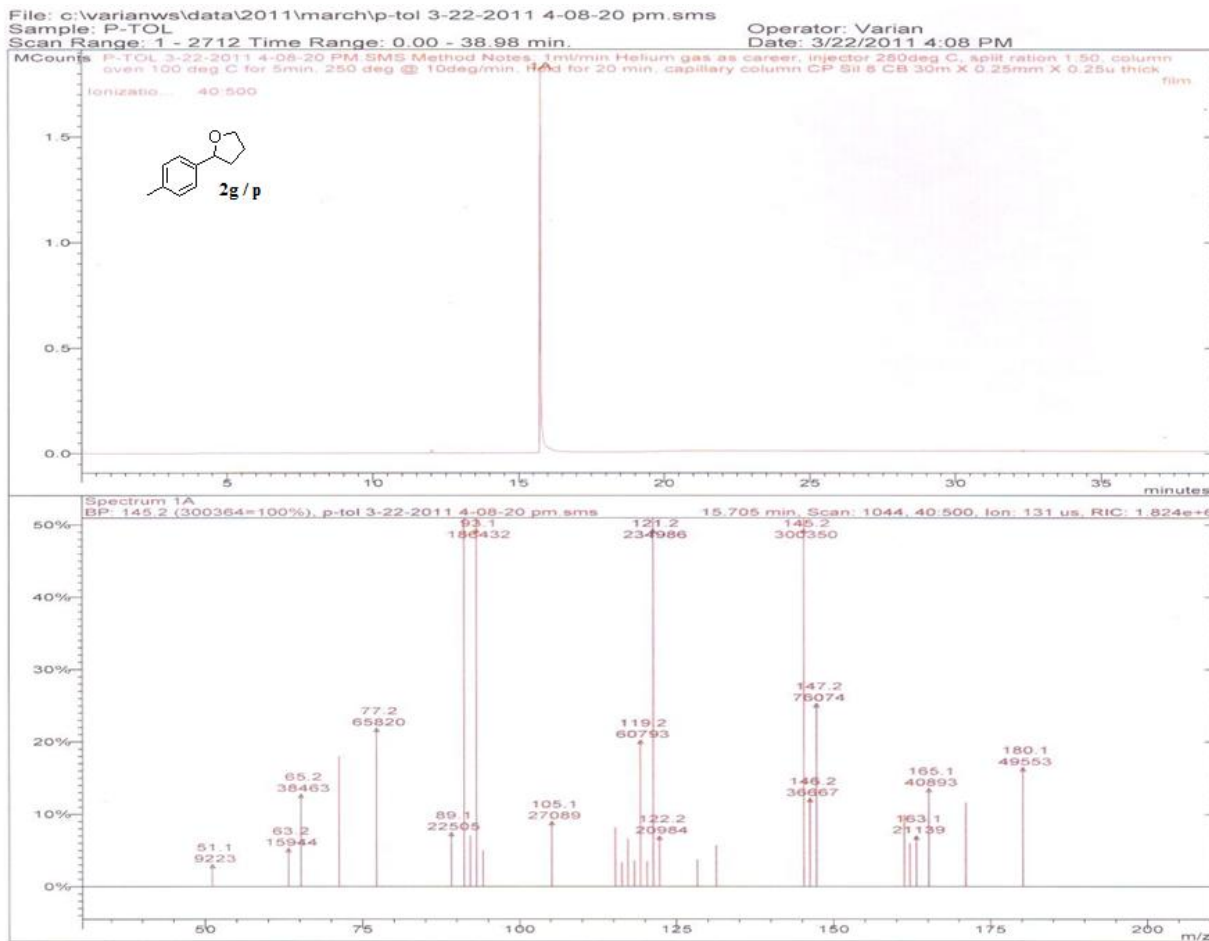 File: c:\varianws\data\2011\march\p-tol 3-22-2011 4-08-20 pm.sms
Sample: P-TOL Operator: Varian
Scan Range: 1 - 2712 Time Range: 0.00 - 38.98 min. Date: 3/22/2011 4:08 PM
MCounts P-TOL 3-22-2011 4-08-20 PM.SMS Method Notes, 1ml/min Helium gas as career, injector 280deg C, split ration 1:50, column
oven 100 deg C for 5min, 250 deg @ 10deg/min, held for 20 min, capillary column CP Sil 8 CB 30m X 0.25mm X 0.25u thick
film
1A
Ionizatio... 40:500
O
2g / p
1.5
1.0
0.5
0.0
5 10 15 20 25 30 35
minutes
Spectrum 1A
BP: 145.2 (300364=100%), p-tol 3-22-2011 4-08-20 pm.sms 15.705 min, Scan: 1044, 40:500, Ion: 131 us, RIC: 1.824e+6
50%
93.1
186432
121.2
234986
145.2
300350
40%
30%
147.2
76074
77.2
65820
20%
119.2
60793
180.1
49553
65.2
38463
165.1
40893
146.2
36667
10%
105.1
27089
89.1
22505
122.2
20984
163.1
21139
63.2
15944
51.1
9223
0%
50 75 100 125 150 175 200
m/z